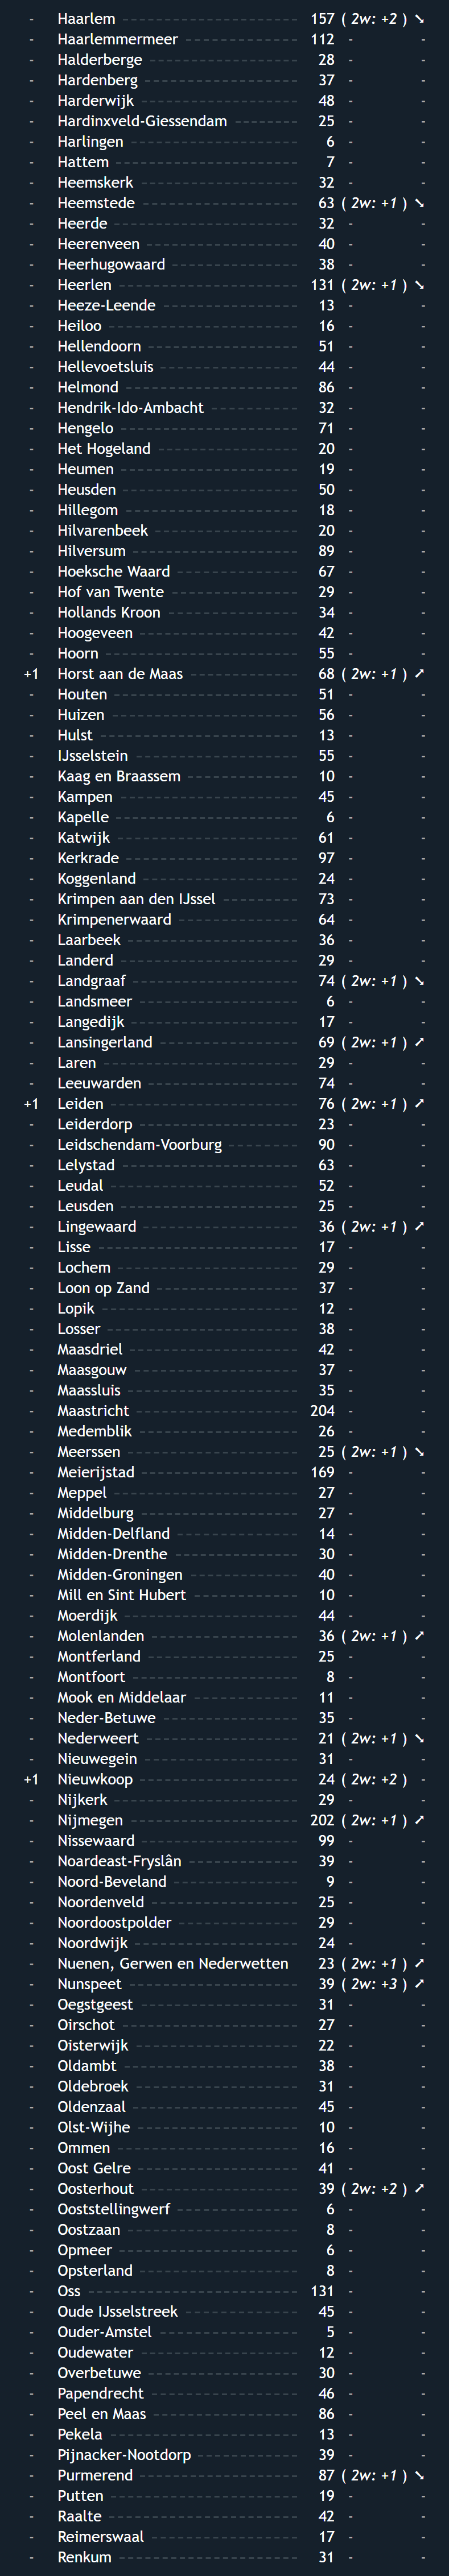 - Haarlem 157 ( 2w: +2 ) ➘
- Haarlemmermeer 112 - -
- Halderberge 28 - -
- Hardenberg 37 - -
- Harderwijk 48 - -
- Hardinxveld-Giessendam 25 - -
- Harlingen 6 - -
- Hattem 7 - -
- Heemskerk 32 - -
- Heemstede 63 ( 2w: +1 ) ➘
- Heerde 32 - -
- Heerenveen 40 - -
- Heerhugowaard 38 - -
- Heerlen 131 ( 2w: +1 ) ➘
- Heeze-Leende 13 - -
- Heiloo 16 - -
- Hellendoorn 51 - -
- Hellevoetsluis 44 - -
- Helmond 86 - -
- Hendrik-Ido-Ambacht 32 - -
- Hengelo 71 - -
- Het Hogeland 20 - -
- Heumen 19 - -
- Heusden 50 - -
- Hillegom 18 - -
- Hilvarenbeek 20 - -
- Hilversum 89 - -
- Hoeksche Waard 67 - -
- Hof van Twente 29 - -
- Hollands Kroon 34 - -
- Hoogeveen 42 - -
- Hoorn 55 - -
+1 Horst aan de Maas 68 ( 2w: +1 ) ➚
- Houten 51 - -
- Huizen 56 - -
- Hulst 13 - -
- IJsselstein 55 - -
- Kaag en Braassem 10 - -
- Kampen 45 - -
- Kapelle 6 - -
- Katwijk 61 - -
- Kerkrade 97 - -
- Koggenland 24 - -
- Krimpen aan den IJssel 73 - -
- Krimpenerwaard 64 - -
- Laarbeek 36 - -
- Landerd 29 - -
- Landgraaf 74 ( 2w: +1 ) ➘
- Landsmeer 6 - -
- Langedijk 17 - -
- Lansingerland 69 ( 2w: +1 ) ➚
- Laren 29 - -
- Leeuwarden 74 - -
+1 Leiden 76 ( 2w: +1 ) ➚
- Leiderdorp 23 - -
- Leidschendam-Voorburg 90 - -
- Lelystad 63 - -
- Leudal 52 - -
- Leusden 25 - -
- Lingewaard 36 ( 2w: +1 ) ➚
- Lisse 17 - -
- Lochem 29 - -
- Loon op Zand 37 - -
- Lopik 12 - -
- Losser 38 - -
- Maasdriel 42 - -
- Maasgouw 37 - -
- Maassluis 35 - -
- Maastricht 204 - -
- Medemblik 26 - -
- Meerssen 25 ( 2w: +1 ) ➘
- Meierijstad 169 - -
- Meppel 27 - -
- Middelburg 27 - -
- Midden-Delfland 14 - -
- Midden-Drenthe 30 - -
- Midden-Groningen 40 - -
- Mill en Sint Hubert 10 - -
- Moerdijk 44 - -
- Molenlanden 36 ( 2w: +1 ) ➚
- Montferland 25 - -
- Montfoort 8 - -
- Mook en Middelaar 11 - -
- Neder-Betuwe 35 - -
- Nederweert 21 ( 2w: +1 ) ➘
- Nieuwegein 31 - -
+1 Nieuwkoop 24 ( 2w: +2 ) -
- Nijkerk 29 - -
- Nijmegen 202 ( 2w: +1 ) ➚
- Nissewaard 99 - -
- Noardeast-Fryslân 39 - -
- Noord-Beveland 9 - -
- Noordenveld 25 - -
- Noordoostpolder 29 - -
- Noordwijk 24 - -
- Nuenen, Gerwen en Nederwetten 23 ( 2w: +1 ) ➚
- Nunspeet 39 ( 2w: +3 ) ➚
- Oegstgeest 31 - -
- Oirschot 27 - -
- Oisterwijk 22 - -
- Oldambt 38 - -
- Oldebroek 31 - -
- Oldenzaal 45 - -
- Olst-Wijhe 10 - -
- Ommen 16 - -
- Oost Gelre 41 - -
- Oosterhout 39 ( 2w: +2 ) ➚
- Ooststellingwerf 6 - -
- Oostzaan 8 - -
- Opmeer 6 - -
- Opsterland 8 - -
- Oss 131 - -
- Oude IJsselstreek 45 - -
- Ouder-Amstel 5 - -
- Oudewater 12 - -
- Overbetuwe 30 - -
- Papendrecht 46 - -
- Peel en Maas 86 - -
- Pekela 13 - -
- Pijnacker-Nootdorp 39 - -
- Purmerend 87 ( 2w: +1 ) ➘
- Putten 19 - -
- Raalte 42 - -
- Reimerswaal 17 - -
- Renkum 31 - -